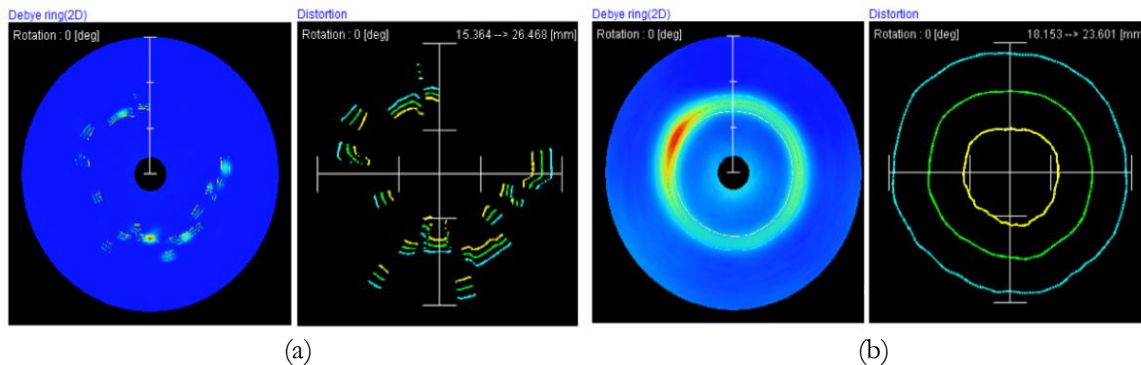 Debye ring(2D)
Rotation : 0 [deg]
Distortion
Rotation : 0 [deg]
15.364 --> 26.468 [mm]
Debye ring(2D)
Rotation : 0 [deg]
Distortion
Rotation : 0 [deg]
18.153 --> 23.601 [mm]
(a)
(b)